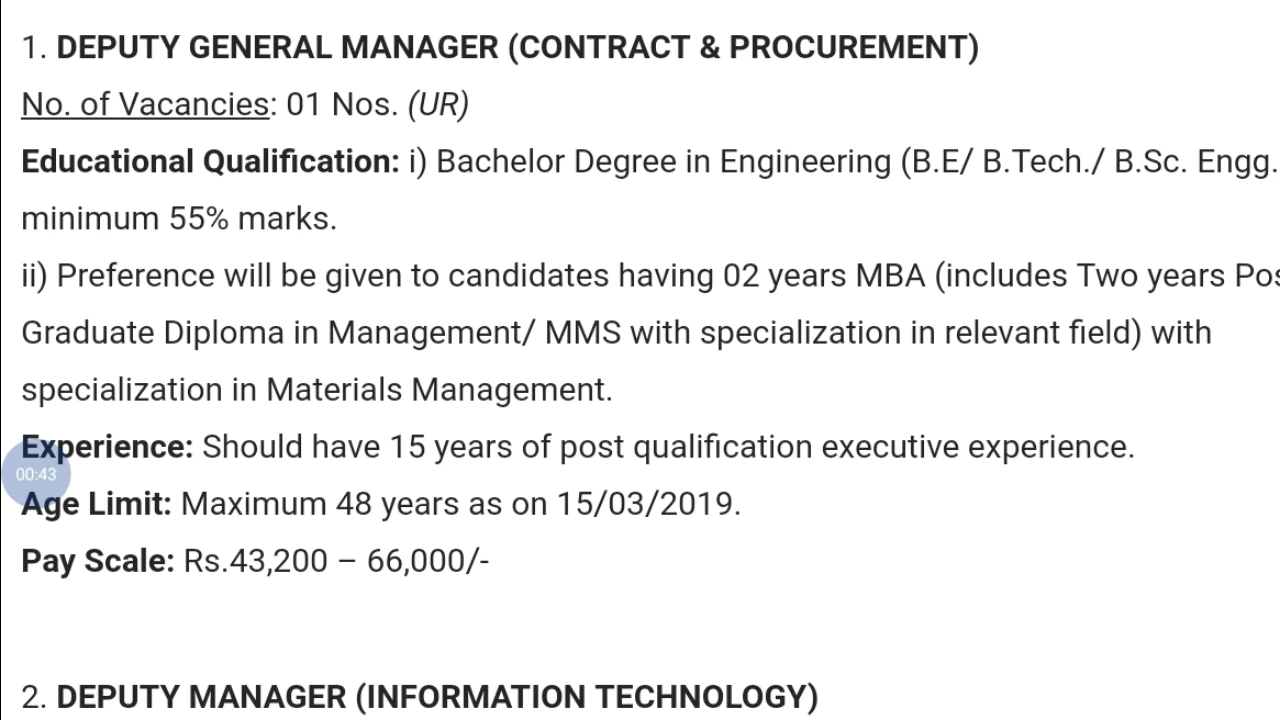 1. DEPUTY GENERAL MANAGER (CONTRACT & PROCUREMENT)
No. of Vacancies: 01 Nos. (UR)
Educational Qualification: i) Bachelor Degree in Engineering (B.E/ B.Tech./ B.Sc. Engg.
minimum 55% marks.
ii) Preference will be given to candidates having 02 years MBA (includes Two years
Graduate Diploma in Management/ MMS with specialization in relevant field) with
specialization in Materials Management.
Experience: Should have 15 years of post qualification executive experience.
00:43
Age Limit: Maximum 48 years as on 15/03/2019.
Pay Scale: Rs.43,200 – 66,000/-
2. DEPUTY MANAGER (INFORMATION TECHNOLOGY)